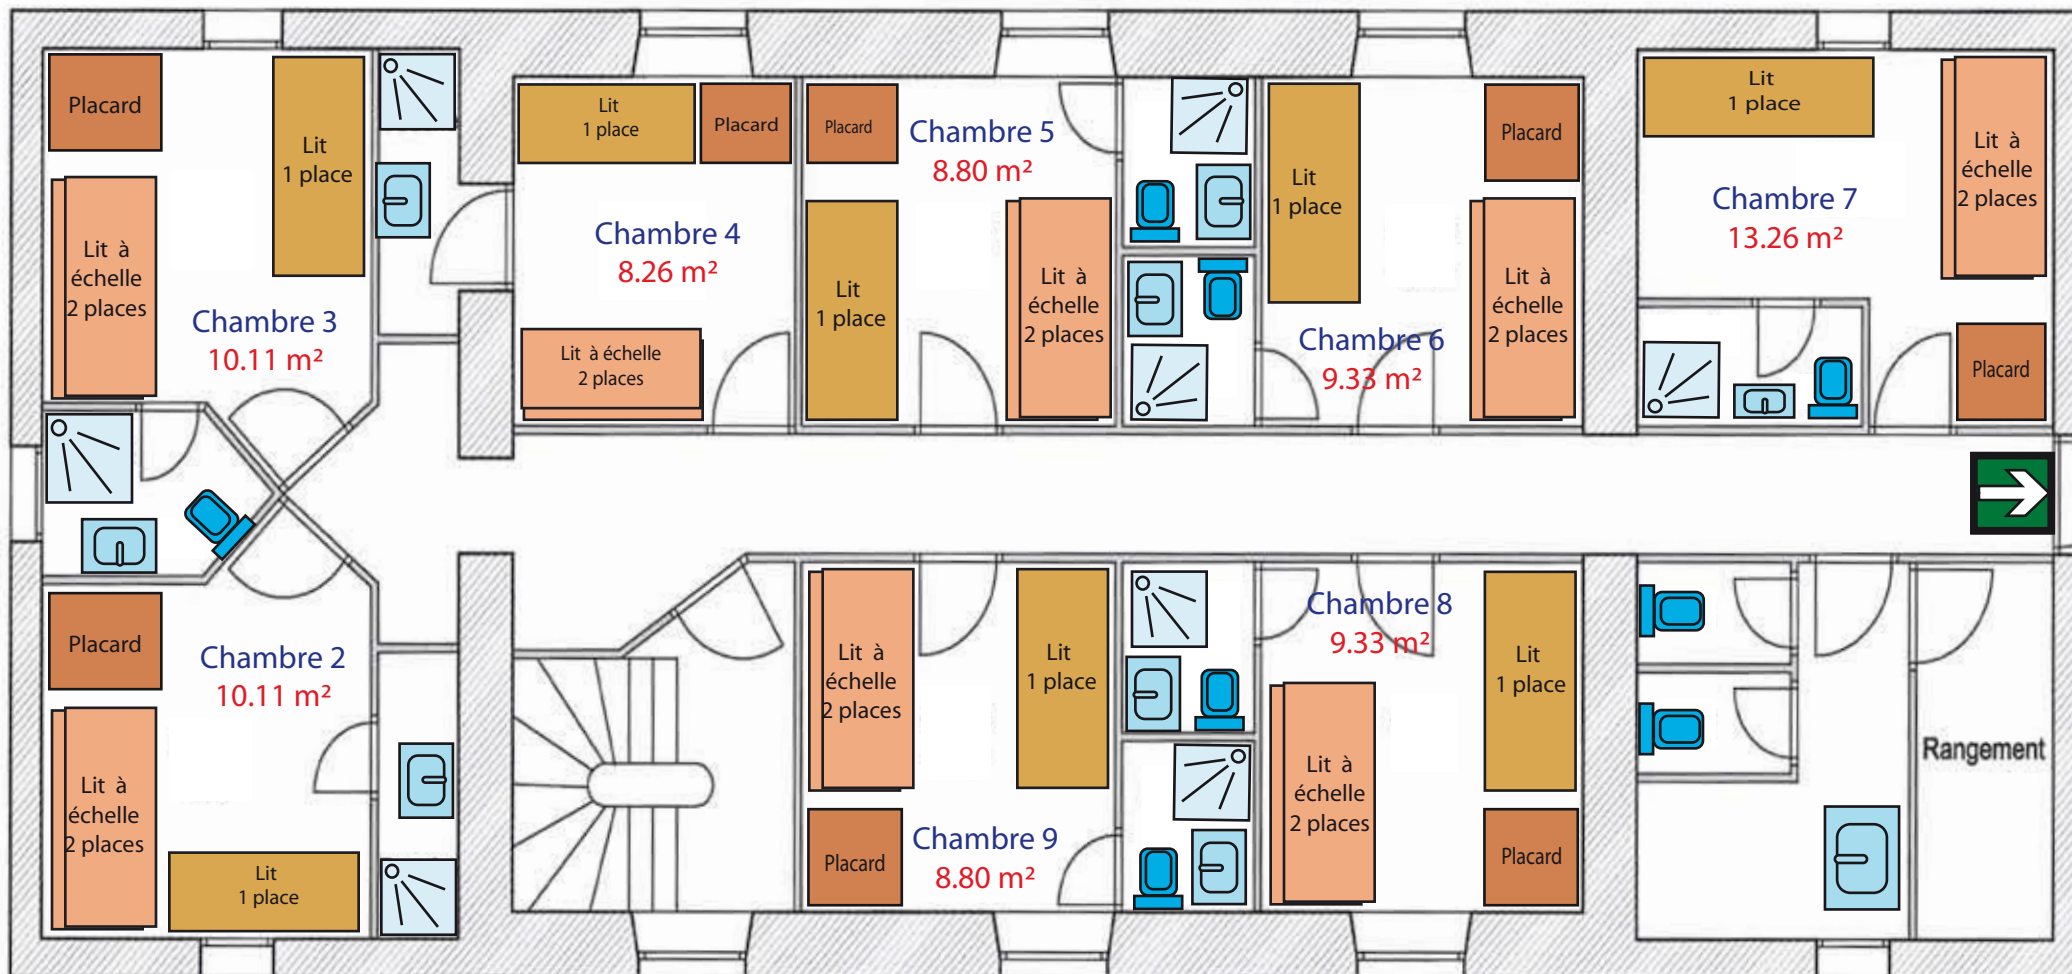 Placard
Lit
1 place
Lit à
échelle
2 places
Chambre 3
10.11 m²
Lit
1 place
Placard
Chambre 4
8.26 m²
Lit à échelle
2 places
Placard
Chambre 5
8.80 m²
Lit
1 place
Lit à
échelle
2 places
Lit
1 place
Placard
Lit à
échelle
2 places
Chambre 6
9.33 m²
Lit
1 place
Lit à
échelle
2 places
Chambre 7
13.26 m²
Placard
Placard
Chambre 2
10.11 m²
Lit à
échelle
2 places
Lit
1 place
Lit à
échelle
2 places
Lit
1 place
Placard
Chambre 9
8.80 m²
Chambre 8
9.33 m²
Lit
1 place
Lit à
échelle
2 places
Placard
Rangement